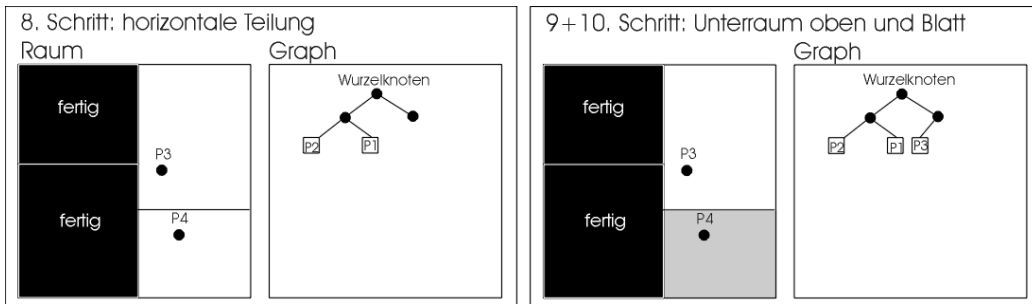 8. Schritt: horizontale Teilung
Raum
Graph
fertig
fertig
P3
P4
Wurzelknoten
P2
P1
9+10. Schritt: Unterraum oben und Blatt
Graph
fertig
fertig
P3
P4
Wurzelknoten
P2
P1
P3